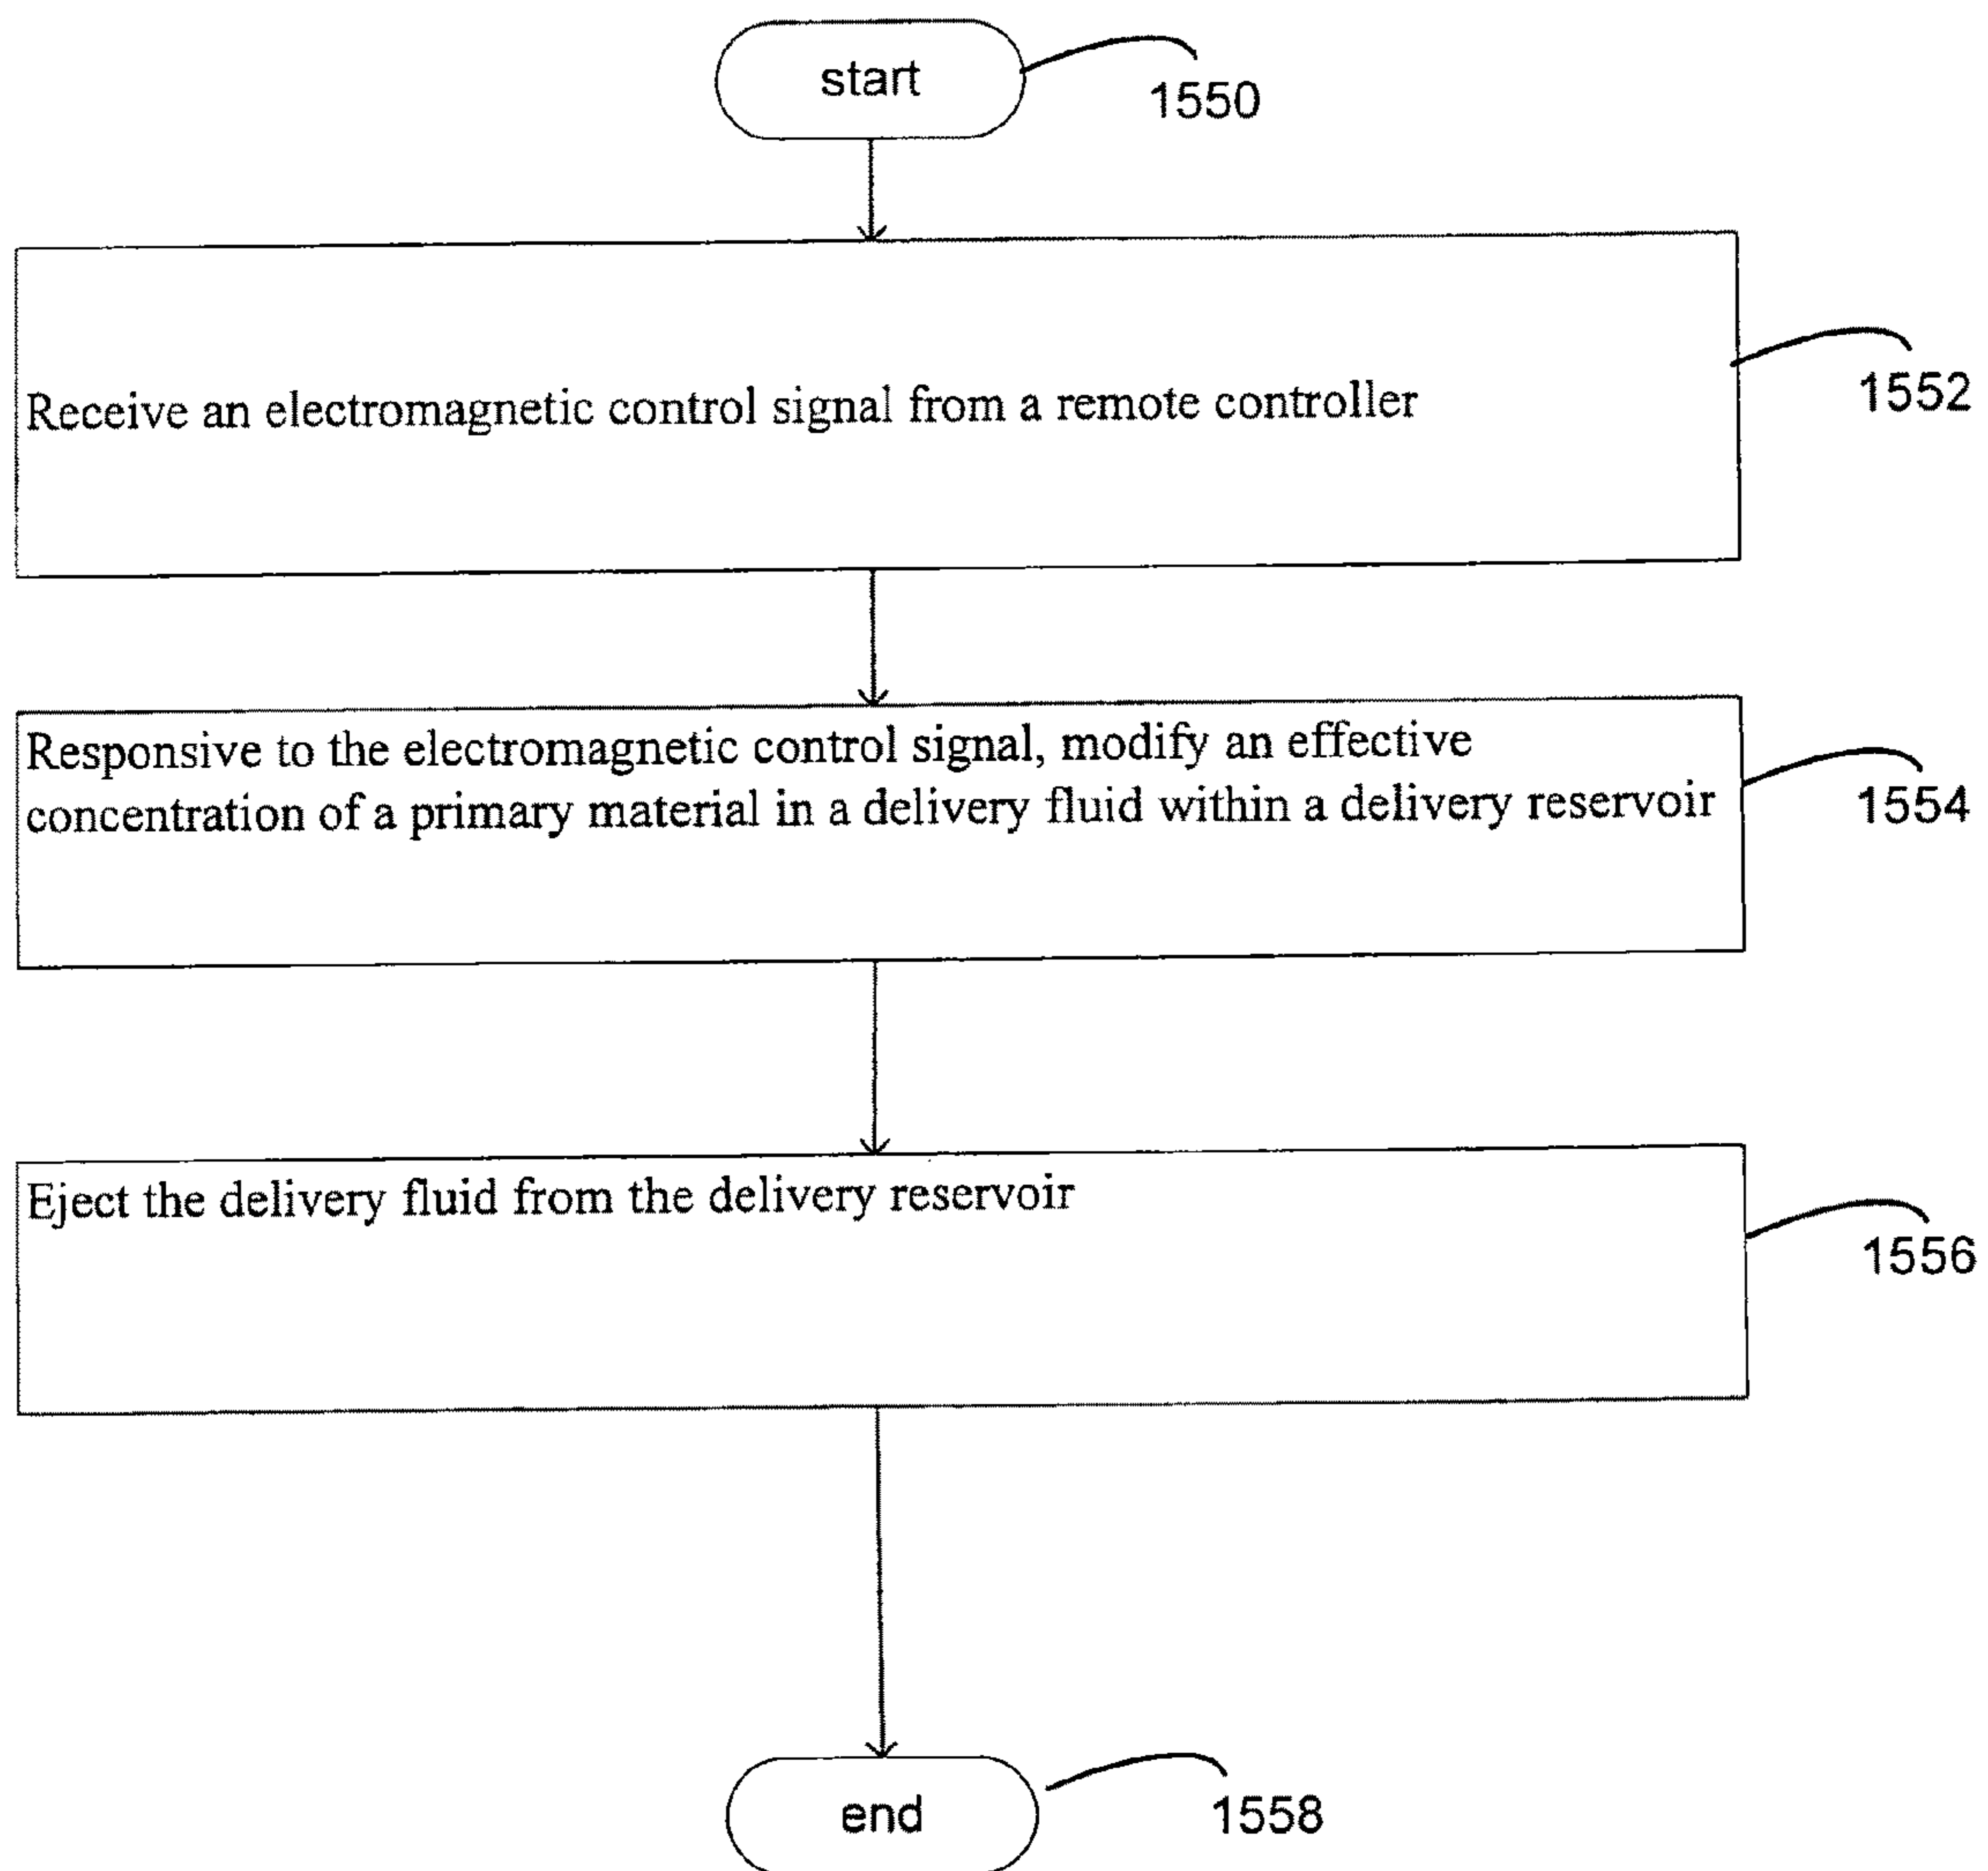 start
1550
Receive an electromagnetic control signal from a remote controller
1552
Responsive to the electromagnetic control signal, modify an effective
concentration of a primary material in a delivery fluid within a delivery reservoir
1554
Eject the delivery fluid from the delivery reservoir
1556
end
1558